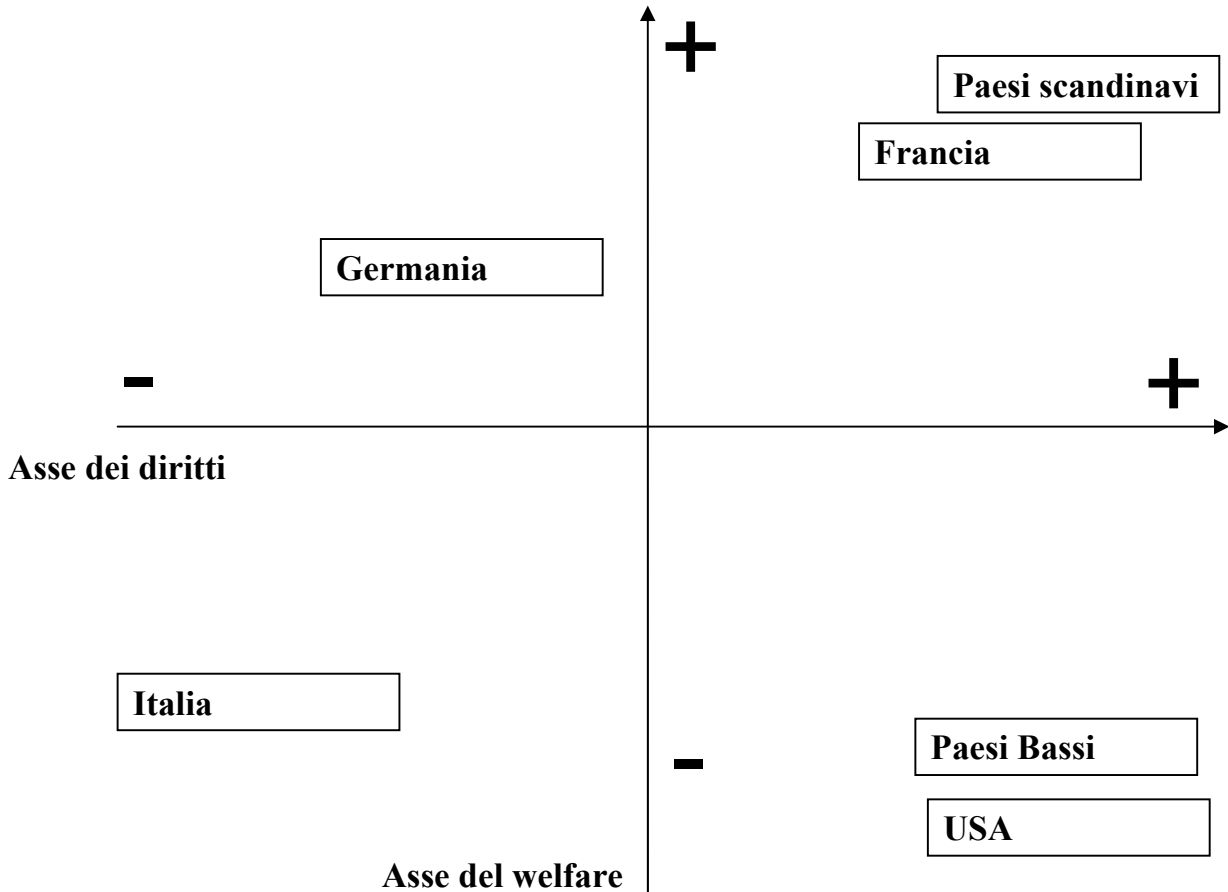 +
Paesi scandinavi
Francia
Germania
-
+
Asse dei diritti
Italia
Paesi Bassi
-
USA
Asse del welfare